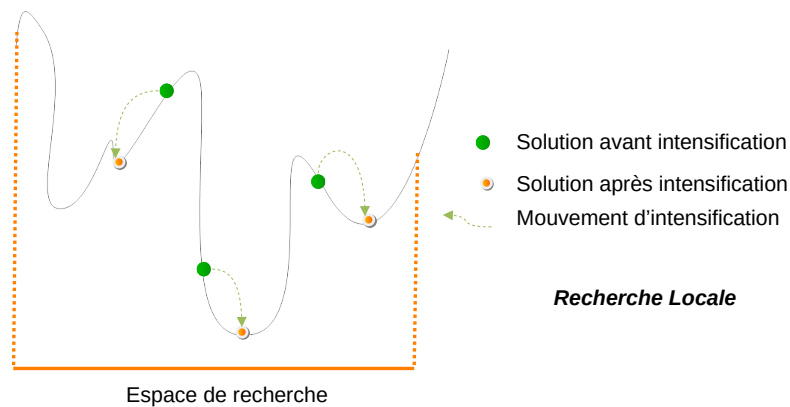 Solution avant intensification
Solution après intensification
Mouvement d’intensification
Recherche Locale
Espace de recherche